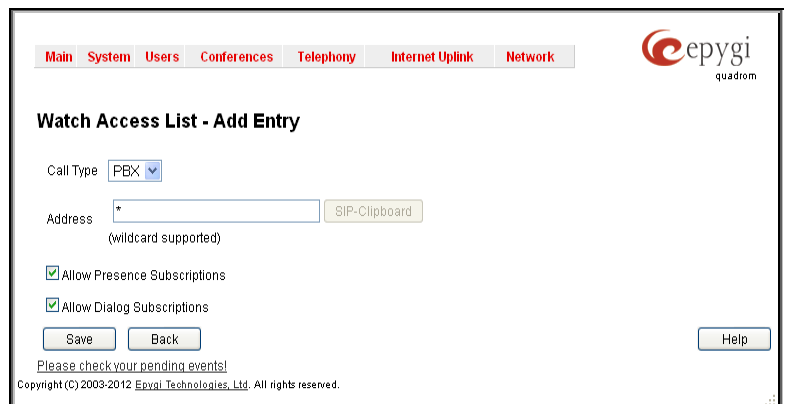 epygi
quadrom
Main System Users Conferences Telephony Internet Uplink Network
Watch Access List - Add Entry
Call Type PBX
Address * SIP-Clipboard
(wildcard supported)
Allow Presence Subscriptions
Allow Dialog Subscriptions
Save Back Help
Please check your pending events!
Copyright (C) 2003-2012 Epygi Technologies, Ltd. All rights reserved.